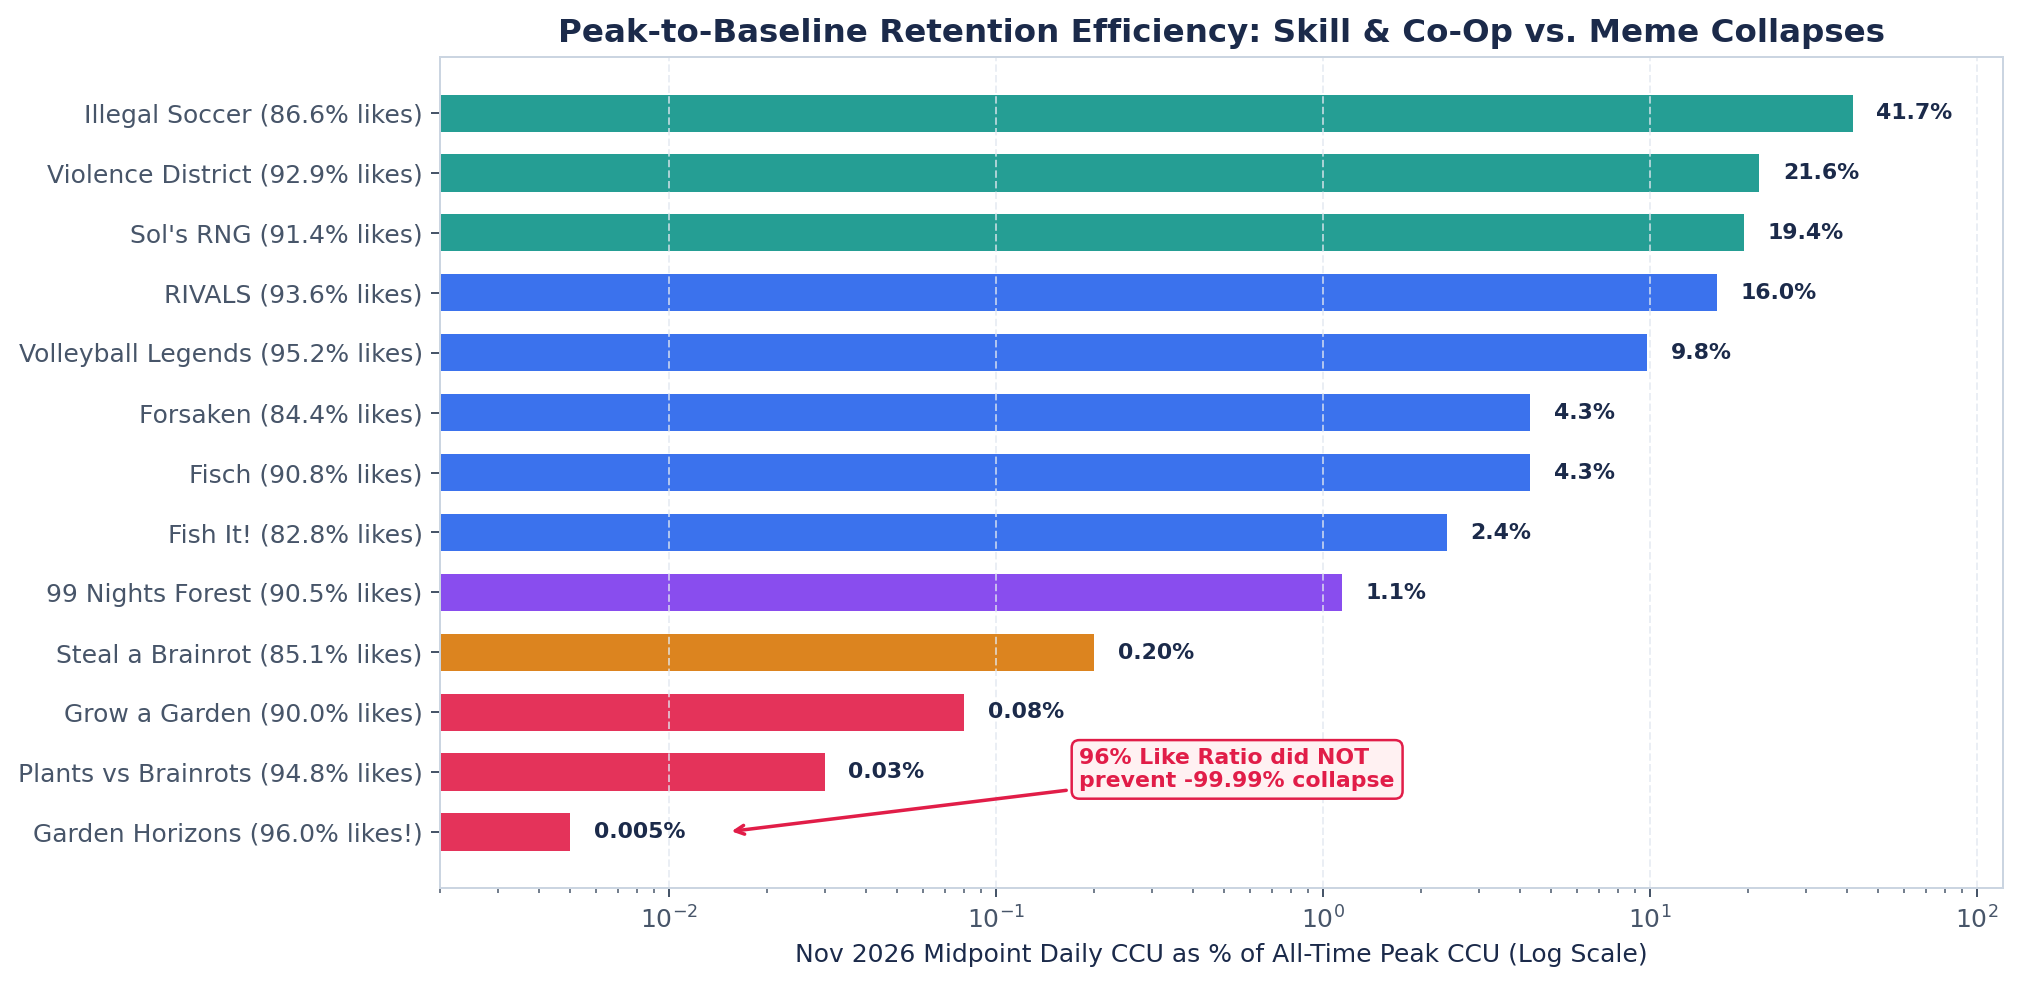 Peak-to-Baseline Retention Efficiency: Skill & Co-Op vs. Meme Collapses
Illegal Soccer (86.6% likes) 41.7%
Violence District (92.9% likes) 21.6%
Sol's RNG (91.4% likes) 19.4%
RIVALS (93.6% likes) 16.0%
Volleyball Legends (95.2% likes) 9.8%
Forsaken (84.4% likes) 4.3%
Fisch (90.8% likes) 4.3%
Fish It! (82.8% likes) 2.4%
99 Nights Forest (90.5% likes) 1.1%
Steal a Brainrot (85.1% likes) 0.20%
Grow a Garden (90.0% likes) 0.08%
96% Like Ratio did NOT
prevent -99.99% collapse
Plants vs Brainrots (94.8% likes) 0.03%
Garden Horizons (96.0% likes!) 0.005%
10⁻² 10⁻¹ 10⁰ 10¹ 10²
Nov 2026 Midpoint Daily CCU as % of All-Time Peak CCU (Log Scale)